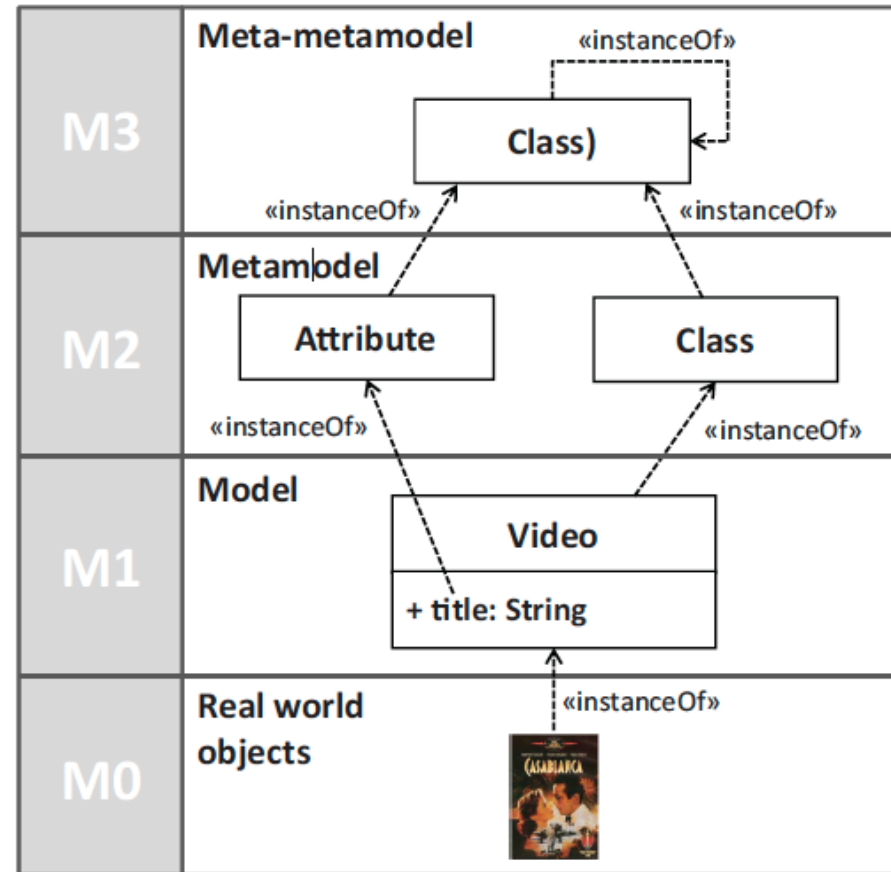 M3
Meta-metamodel
«instanceOf»
Class)
«instanceOf»
«instanceOf»
M2
Metamodel
Attribute
Class
«instanceOf»
«instanceOf»
M1
Model
Video
+ title: String
M0
Real world
objects
«instanceOf»
CASABLANCA